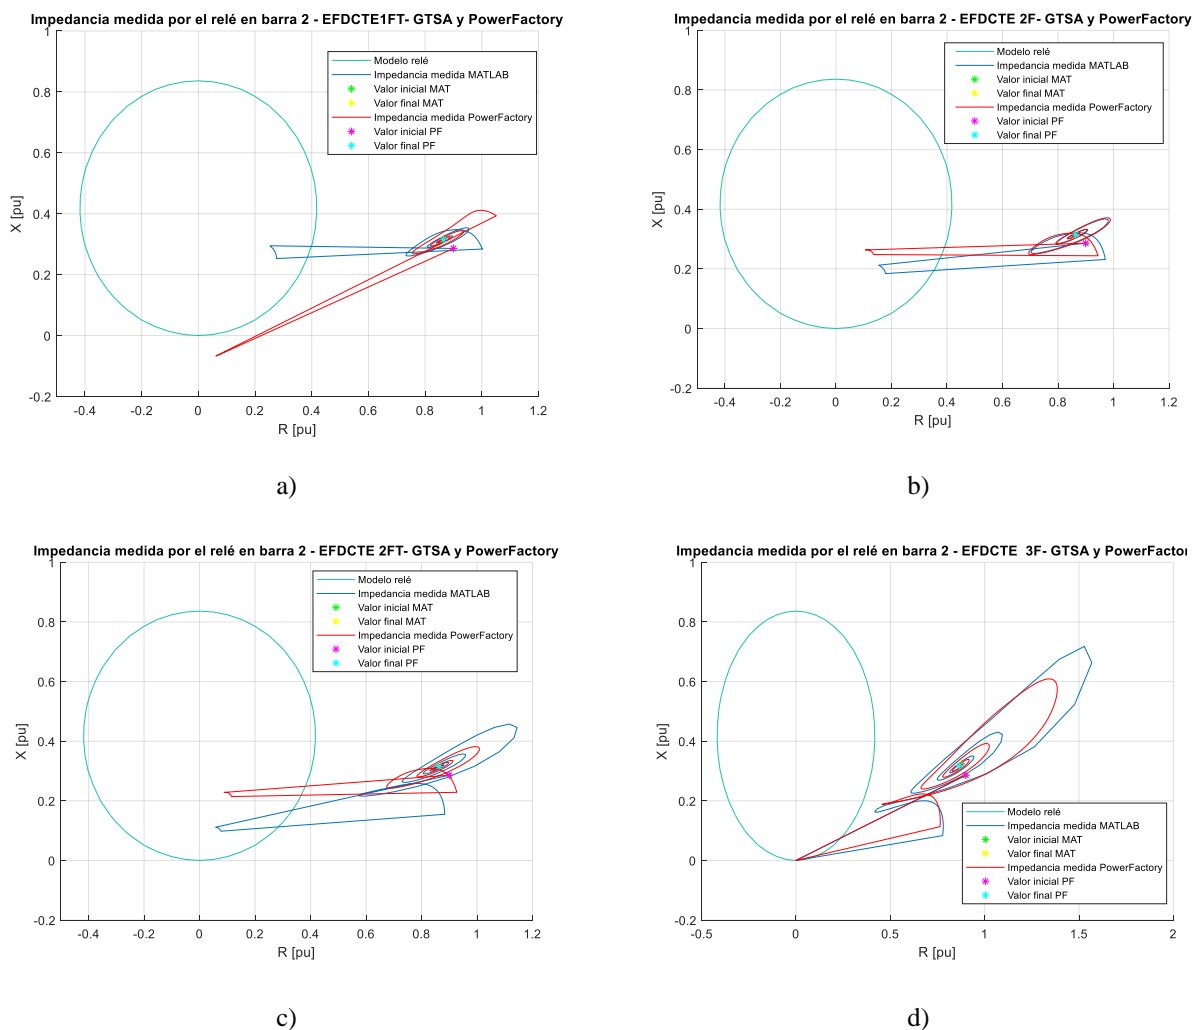 Impedancia medida por el relé en barra 2 - EFDCTE1FT- GTSA y PowerFactory
1
0.8
0.6
0.4
0.2
0
-0.2
X [pu]
-0.4
-0.2
0
0.2
0.4
0.6
0.8
1
1.2
R [pu]
Modelo relé
Impedancia medida MATLAB
Valor inicial MAT
Valor final MAT
Impedancia medida PowerFactory
Valor inicial PF
Valor final PF
a)
Impedancia medida por el relé en barra 2 - EFDCTE 2F- GTSA y PowerFactory
1
0.8
0.6
0.4
0.2
0
-0.2
X [pu]
-0.4
-0.2
0
0.2
0.4
0.6
0.8
1
1.2
R [pu]
Modelo relé
Impedancia medida MATLAB
Valor inicial MAT
Valor final MAT
Impedancia medida PowerFactory
Valor inicial PF
Valor final PF
b)
Impedancia medida por el relé en barra 2 - EFDCTE 2FT- GTSA y PowerFactory
1
0.8
0.6
0.4
0.2
0
-0.2
X [pu]
-0.4
-0.2
0
0.2
0.4
0.6
0.8
1
1.2
R [pu]
Modelo relé
Impedancia medida MATLAB
Valor inicial MAT
Valor final MAT
Impedancia medida PowerFactory
Valor inicial PF
Valor final PF
c)
Impedancia medida por el relé en barra 2 - EFDCTE  3F- GTSA y PowerFactor
1
0.8
0.6
0.4
0.2
0
-0.2
X [pu]
-0.5
0
0.5
1
1.5
2
R [pu]
Modelo relé
Impedancia medida MATLAB
Valor inicial MAT
Valor final MAT
Impedancia medida PowerFactory
Valor inicial PF
Valor final PF
d)